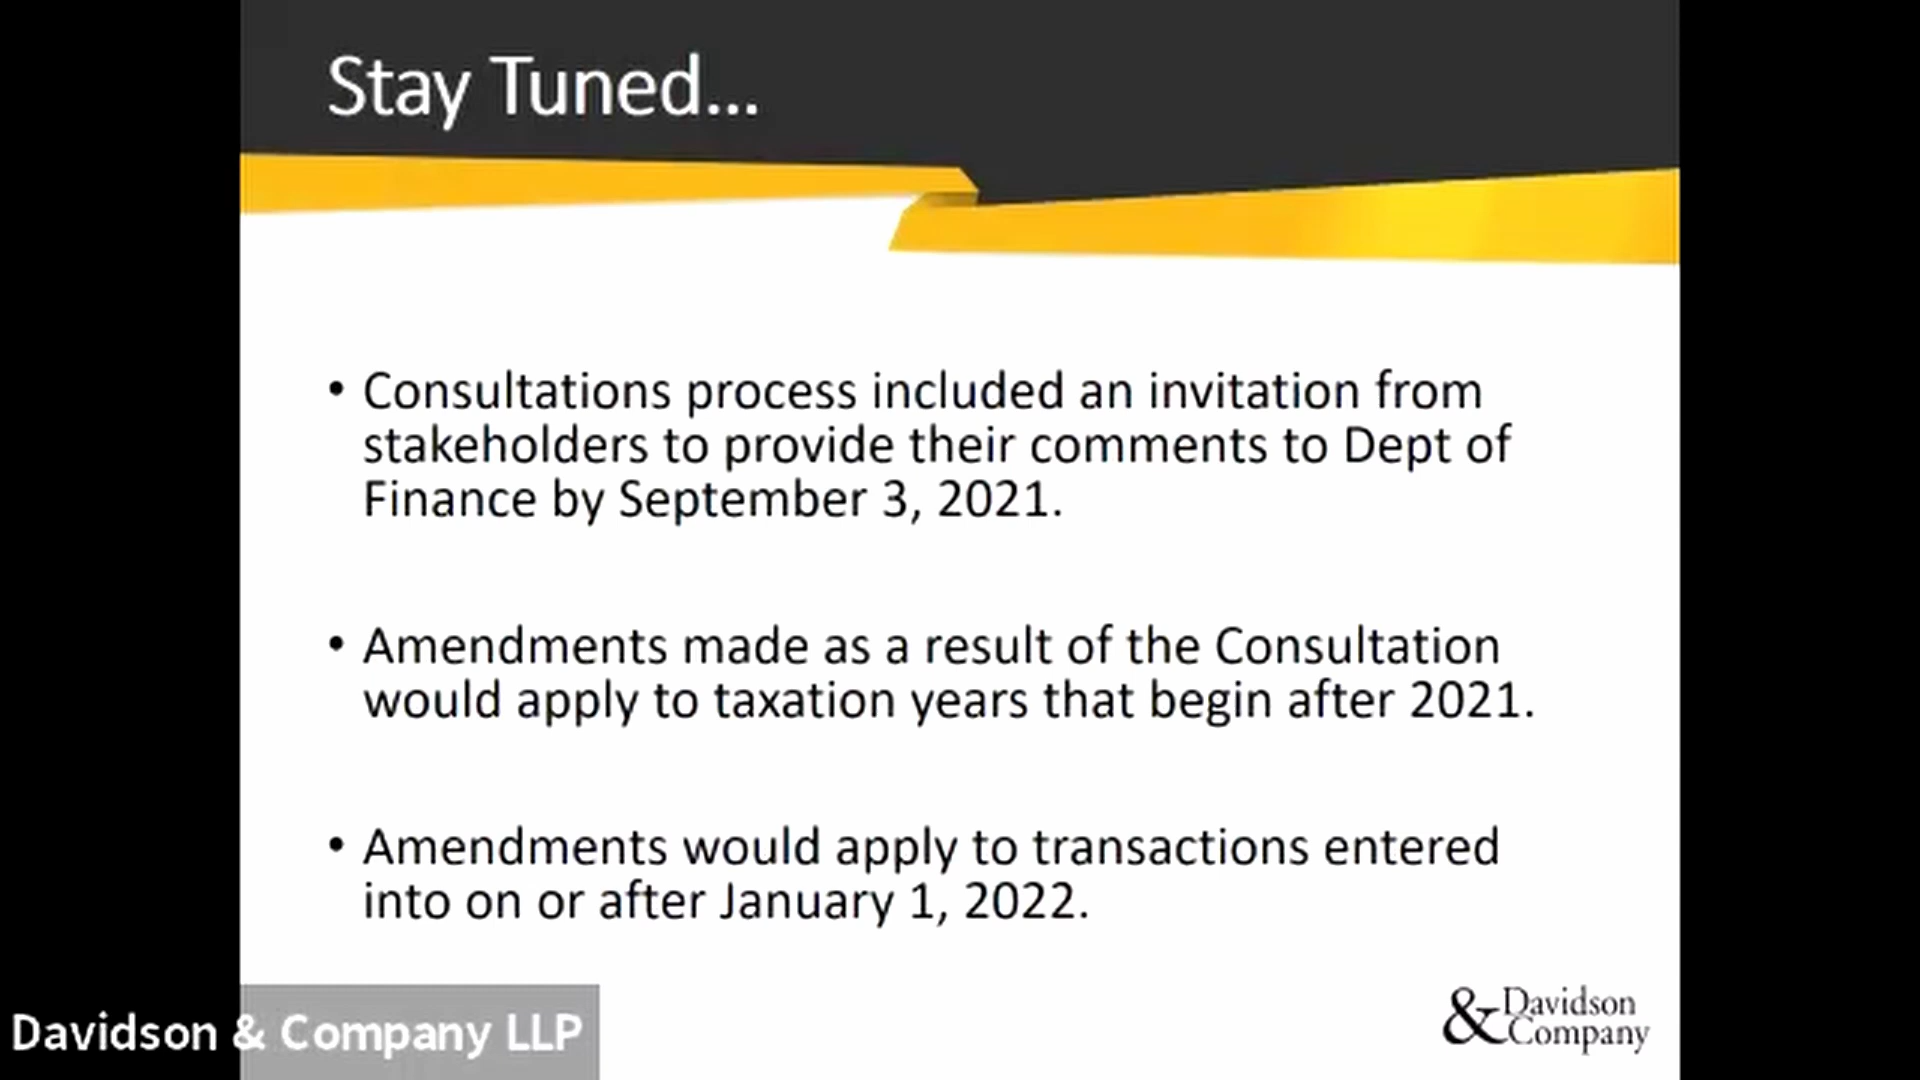 Stay Tuned...
• Consultations process included an invitation from
stakeholders to provide their comments to Dept of
Finance by September 3, 2021.
• Amendments made as a result of the Consultation
would apply to taxation years that begin after 2021.
• Amendments would apply to transactions entered
into on or after January 1, 2022.
Davidson & Company LLP
& Davidson
Company